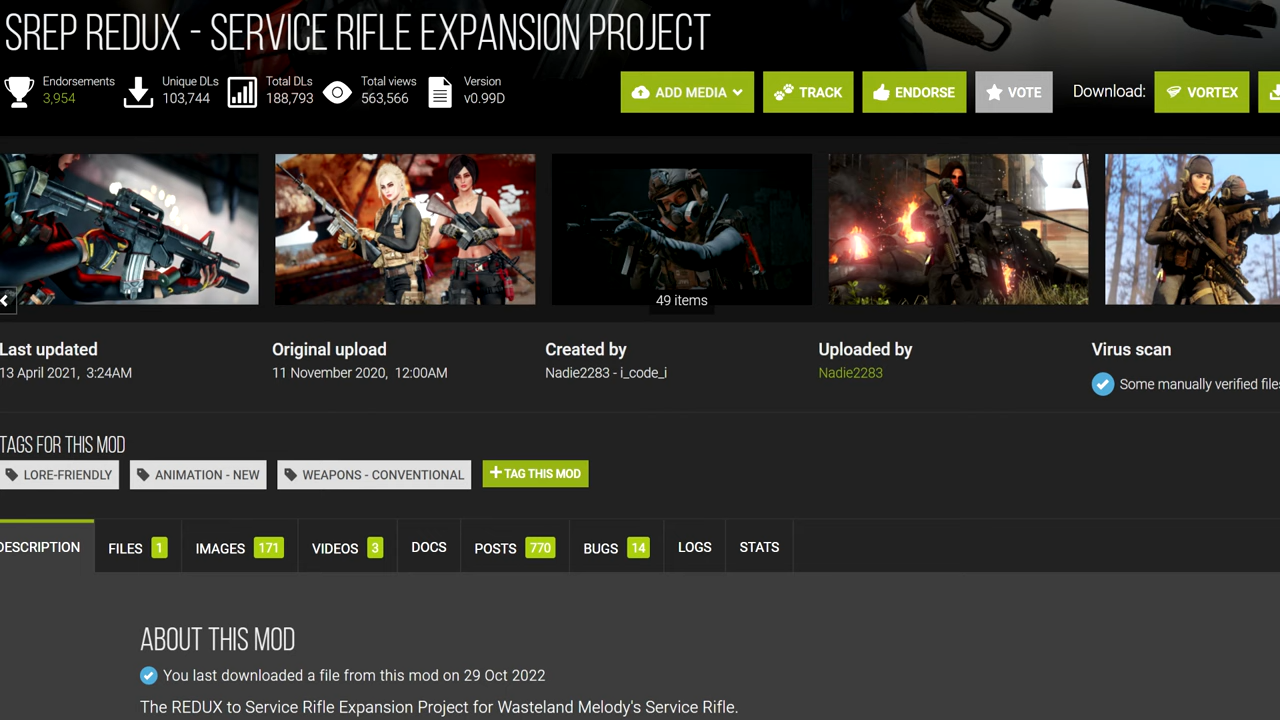 SREP REDUX - SERVICE RIFLE EXPANSION PROJECT
Endorsements
3,954
Unique DLs
103,744
Total DLs
188,793
Total views
563,566
Version
v0.99D
ADD MEDIA
TRACK
ENDORSE
VOTE
Download:
VORTEX
49 items
Last updated
13 April 2021, 3:24AM
Original upload
11 November 2020, 12:00AM
Created by
Nadie2283 - i_code_i
Uploaded by
Nadie2283
Virus scan
Some manually verified files
TAGS FOR THIS MOD
LORE-FRIENDLY
ANIMATION - NEW
WEAPONS - CONVENTIONAL
+ TAG THIS MOD
DESCRIPTION
FILES 1
IMAGES 171
VIDEOS 3
DOCS
POSTS 770
BUGS 14
LOGS
STATS
ABOUT THIS MOD
You last downloaded a file from this mod on 29 Oct 2022
The REDUX to Service Rifle Expansion Project for Wasteland Melody's Service Rifle.